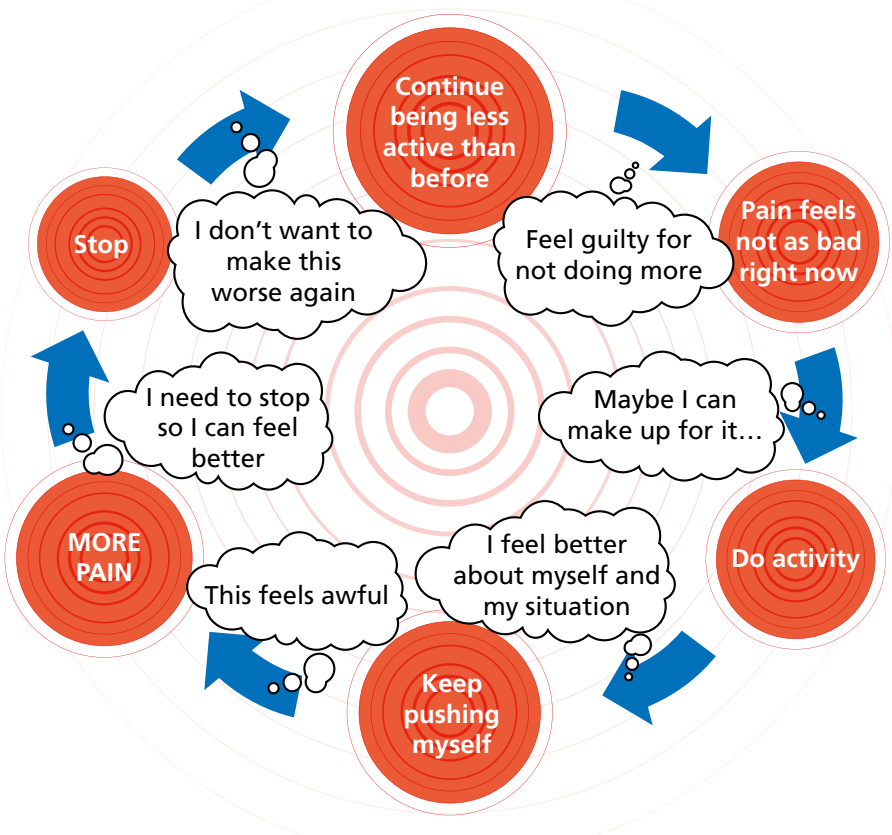 Continue
being less
active than
before
Feel guilty for
not doing more
Pain feels
not as bad
right now
Maybe I can
make up for it…
Do activity
I feel better
about myself and
my situation
Keep
pushing
myself
This feels awful
MORE
PAIN
I need to stop
so I can feel
better
Stop
I don’t want to
make this
worse again